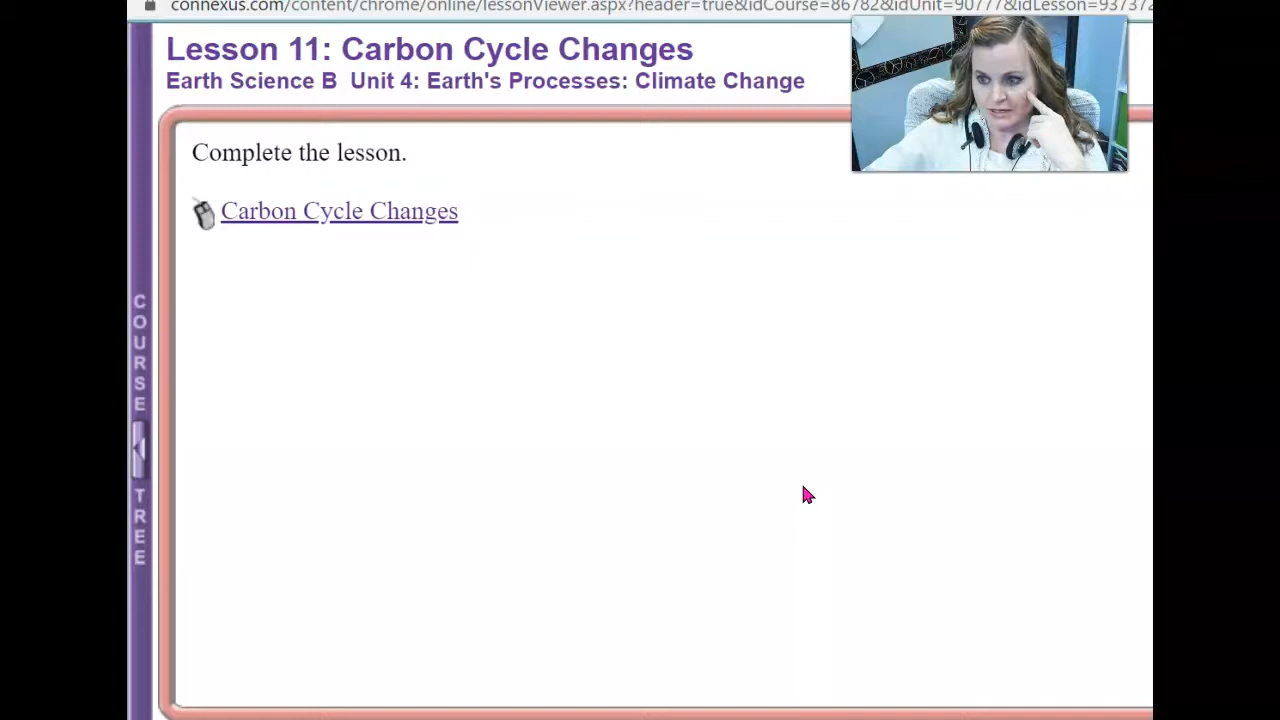 connexus.com/content/chrome/online/lessonViewer.aspx?header=true&idCourse=86782&idUnit=90777&idLesson=937372
Lesson 11: Carbon Cycle Changes
Earth Science B Unit 4: Earth's Processes: Climate Change
Complete the lesson.
Carbon Cycle Changes
COURSE
TREE